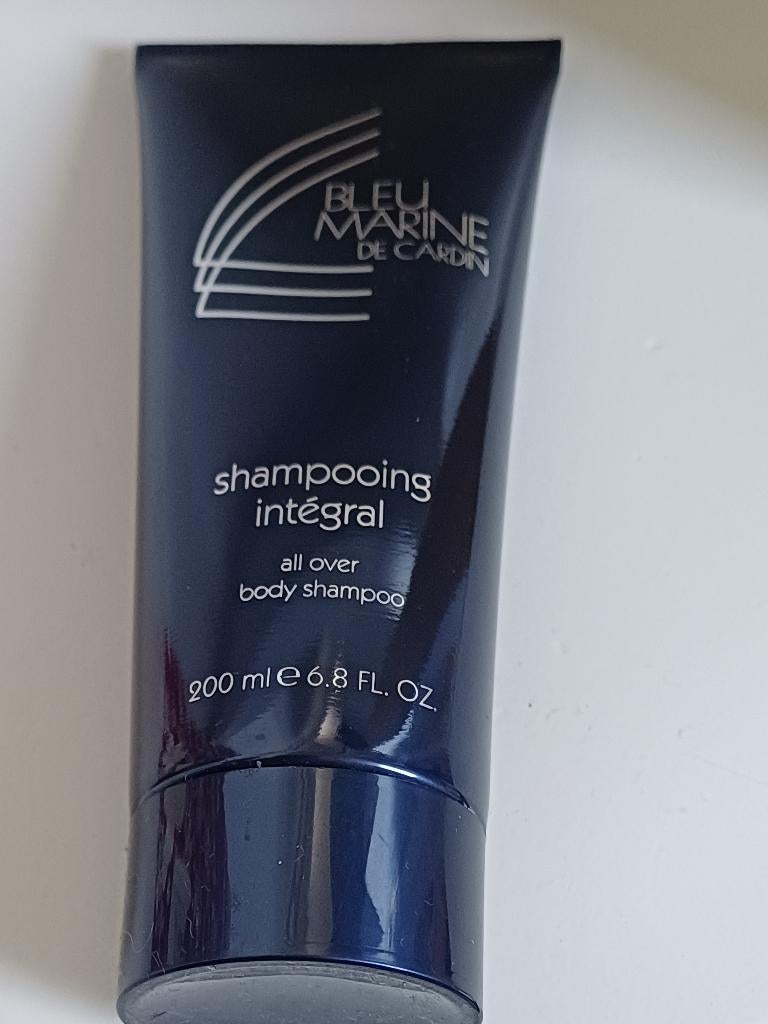 BLEU
MARINE
DE CARDIN
shampooing
intégral
all over
body shampoo
200 ml e 6.8 FL. OZ.